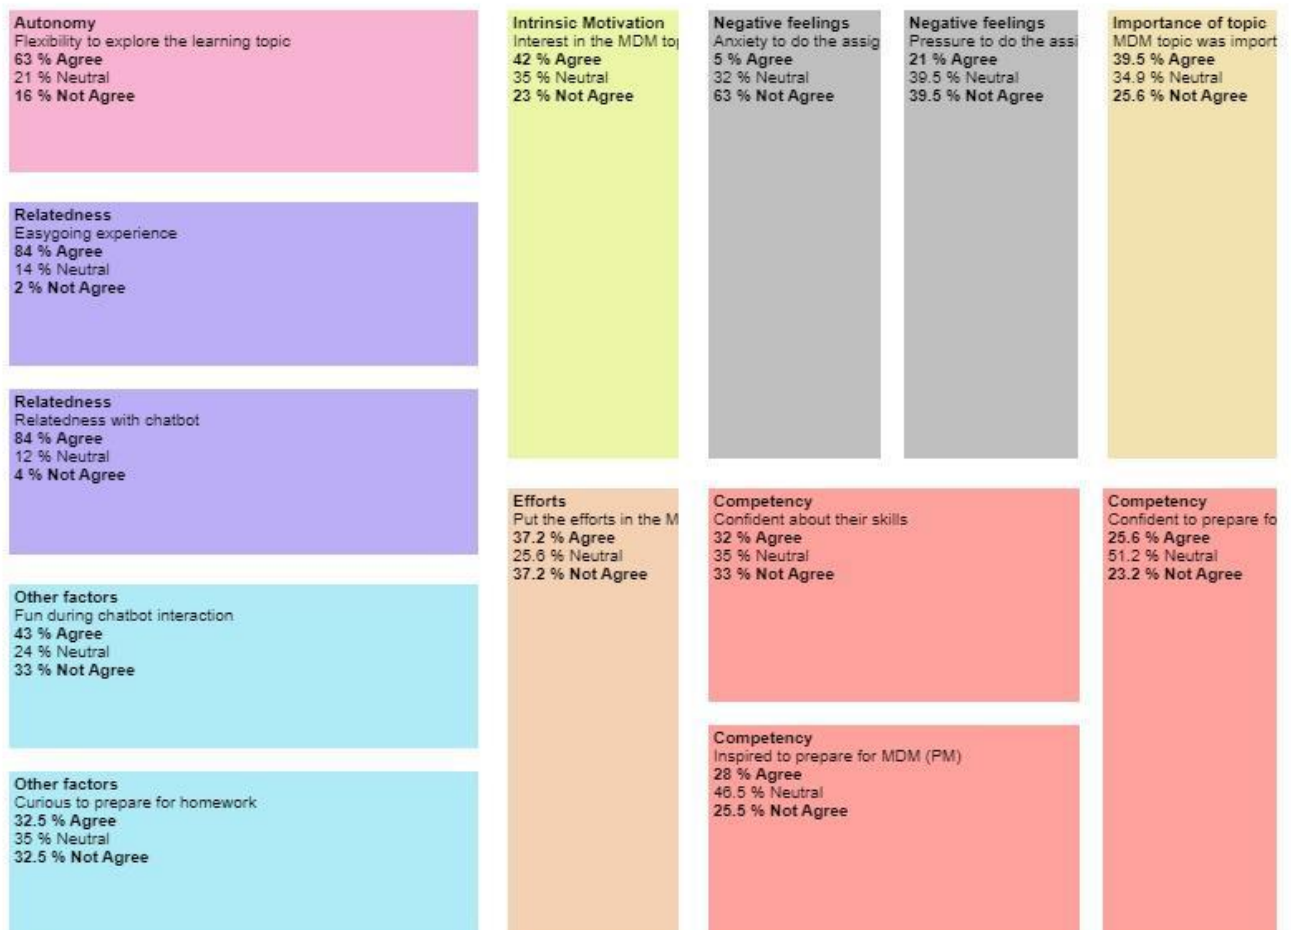 Autonomy
Flexibility to explore the learning topic
63 % Agree
21 % Neutral
16 % Not Agree
Relatedness
Easygoing experience
84 % Agree
14 % Neutral
2 % Not Agree
Relatedness
Relatedness with chatbot
84 % Agree
12 % Neutral
4 % Not Agree
Other factors
Fun during chatbot interaction
43 % Agree
24 % Neutral
33 % Not Agree
Other factors
Curious to prepare for homework
32.5 % Agree
35 % Neutral
32.5 % Not Agree
Intrinsic Motivation
Interest in the MDM to
42 % Agree
35 % Neutral
23 % Not Agree
Negative feelings
Anxiety to do the assig
5 % Agree
32 % Neutral
63 % Not Agree
Negative feelings
Pressure to do the assi
21 % Agree
39.5 % Neutral
39.5 % Not Agree
Importance of topic
MDM topic was import
39.5 % Agree
34.9 % Neutral
25.6 % Not Agree
Efforts
Put the efforts in the M
37.2 % Agree
25.6 % Neutral
37.2 % Not Agree
Competency
Confident about their skills
32 % Agree
35 % Neutral
33 % Not Agree
Competency
Inspired to prepare for MDM (PM)
28 % Agree
46.5 % Neutral
25.5 % Not Agree
Competency
Confident to prepare fo
25.6 % Agree
51.2 % Neutral
23.2 % Not Agree